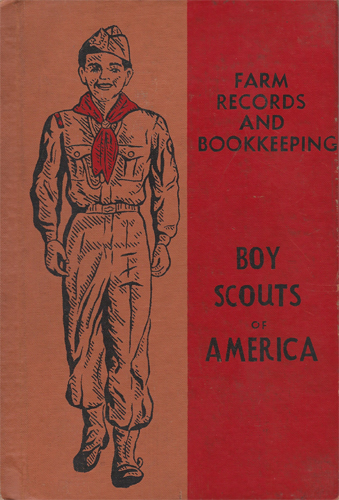 FARM
RECORDS
AND
BOOKKEEPING
BOY
SCOUTS
OF
AMERICA